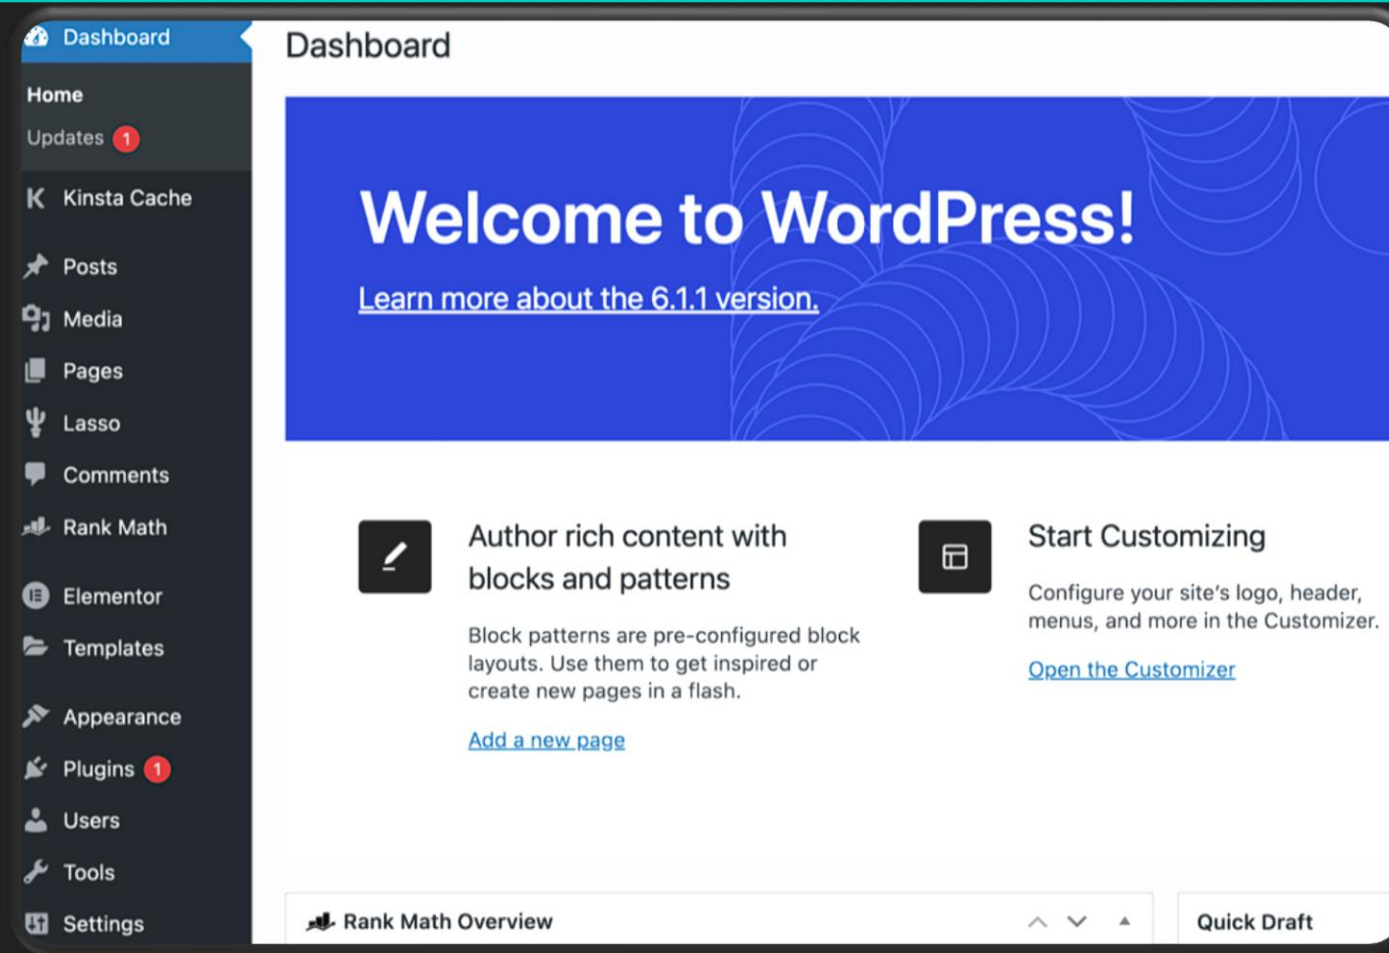 Dashboard
Home
Updates 1
Kinsta Cache
Posts
Media
Pages
Lasso
Comments
Rank Math
Elementor
Templates
Appearance
Plugins 1
Users
Tools
Settings
Dashboard
Welcome to WordPress!
Learn more about the 6.1.1 version.
Author rich content with
blocks and patterns
Block patterns are pre-configured block
layouts. Use them to get inspired or
create new pages in a flash.
Add a new page
Start Customizing
Configure your site's logo, header,
menus, and more in the Customizer.
Open the Customizer
Rank Math Overview
Quick Draft